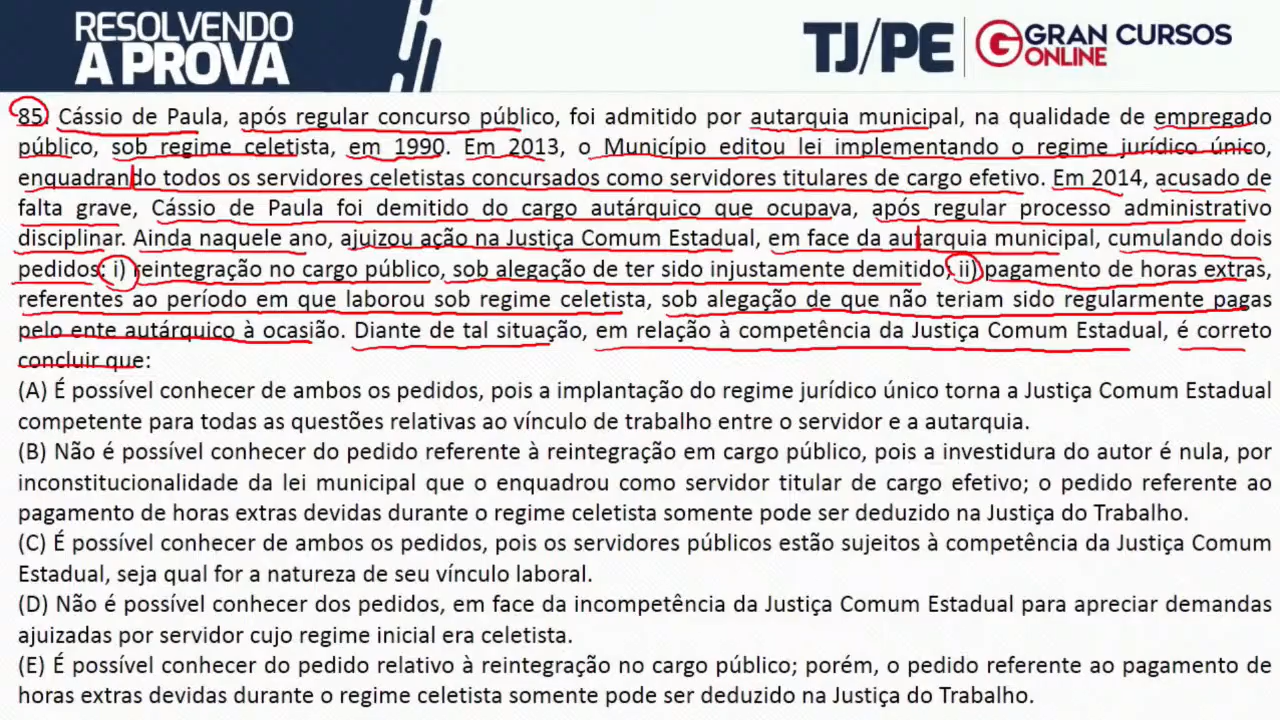 RESOLVENDO
A PROVA
TJ/PE
GRAN CURSOS
ONLINE
85. Cássio de Paula, após regular concurso público, foi admitido por autarquia municipal, na qualidade de empregado
público, sob regime celetista, em 1990. Em 2013, o Município editou lei implementando o regime jurídico único,
enquadrando todos os servidores celetistas concursados como servidores titulares de cargo efetivo. Em 2014, acusado de
falta grave, Cássio de Paula foi demitido do cargo autárquico que ocupava, após regular processo administrativo
disciplinar. Ainda naquele ano, ajuizou ação na Justiça Comum Estadual, em face da autarquia municipal, cumulando dois
pedidos: i) reintegração no cargo público, sob alegação de ter sido injustamente demitido; ii) pagamento de horas extras,
referentes ao período em que laborou sob regime celetista, sob alegação de que não teriam sido regularmente pagas
pelo ente autárquico à ocasião. Diante de tal situação, em relação à competência da Justiça Comum Estadual, é correto
concluir que:
(A) É possível conhecer de ambos os pedidos, pois a implantação do regime jurídico único torna a Justiça Comum Estadual
competente para todas as questões relativas ao vínculo de trabalho entre o servidor e a autarquia.
(B) Não é possível conhecer do pedido referente à reintegração em cargo público, pois a investidura do autor é nula, por
inconstitucionalidade da lei municipal que o enquadrou como servidor titular de cargo efetivo; o pedido referente ao
pagamento de horas extras devidas durante o regime celetista somente pode ser deduzido na Justiça do Trabalho.
(C) É possível conhecer de ambos os pedidos, pois os servidores públicos estão sujeitos à competência da Justiça Comum
Estadual, seja qual for a natureza de seu vínculo laboral.
(D) Não é possível conhecer dos pedidos, em face da incompetência da Justiça Comum Estadual para apreciar demandas
ajuizadas por servidor cujo regime inicial era celetista.
(E) É possível conhecer do pedido relativo à reintegração no cargo público; porém, o pedido referente ao pagamento de
horas extras devidas durante o regime celetista somente pode ser deduzido na Justiça do Trabalho.